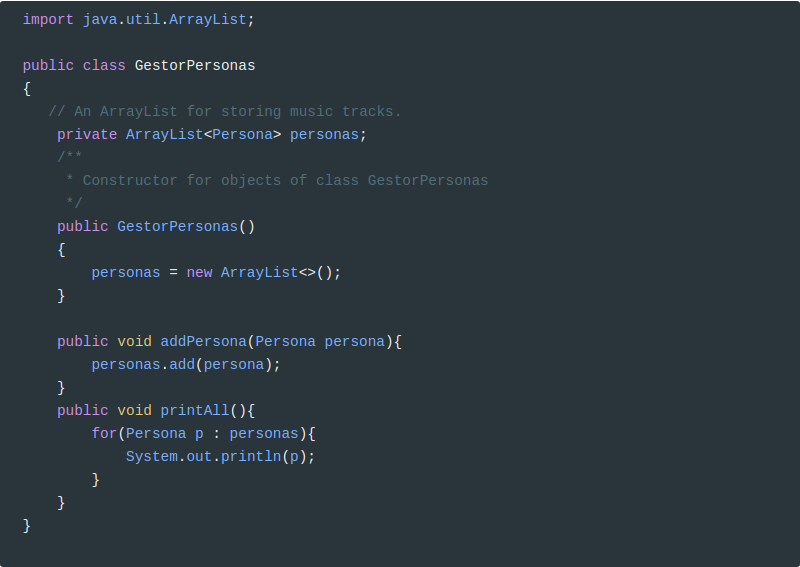 import java.util.ArrayList;
public class GestorPersonas
{
// An ArrayList for storing music tracks.
private ArrayList<Persona> personas;
/**
* Constructor for objects of class GestorPersonas
*/
public GestorPersonas()
{
personas = new ArrayList<>();
}
public void addPersona(Persona persona){
personas.add(persona);
}
public void printAll(){
for(Persona p : personas){
System.out.println(p);
}
}
}